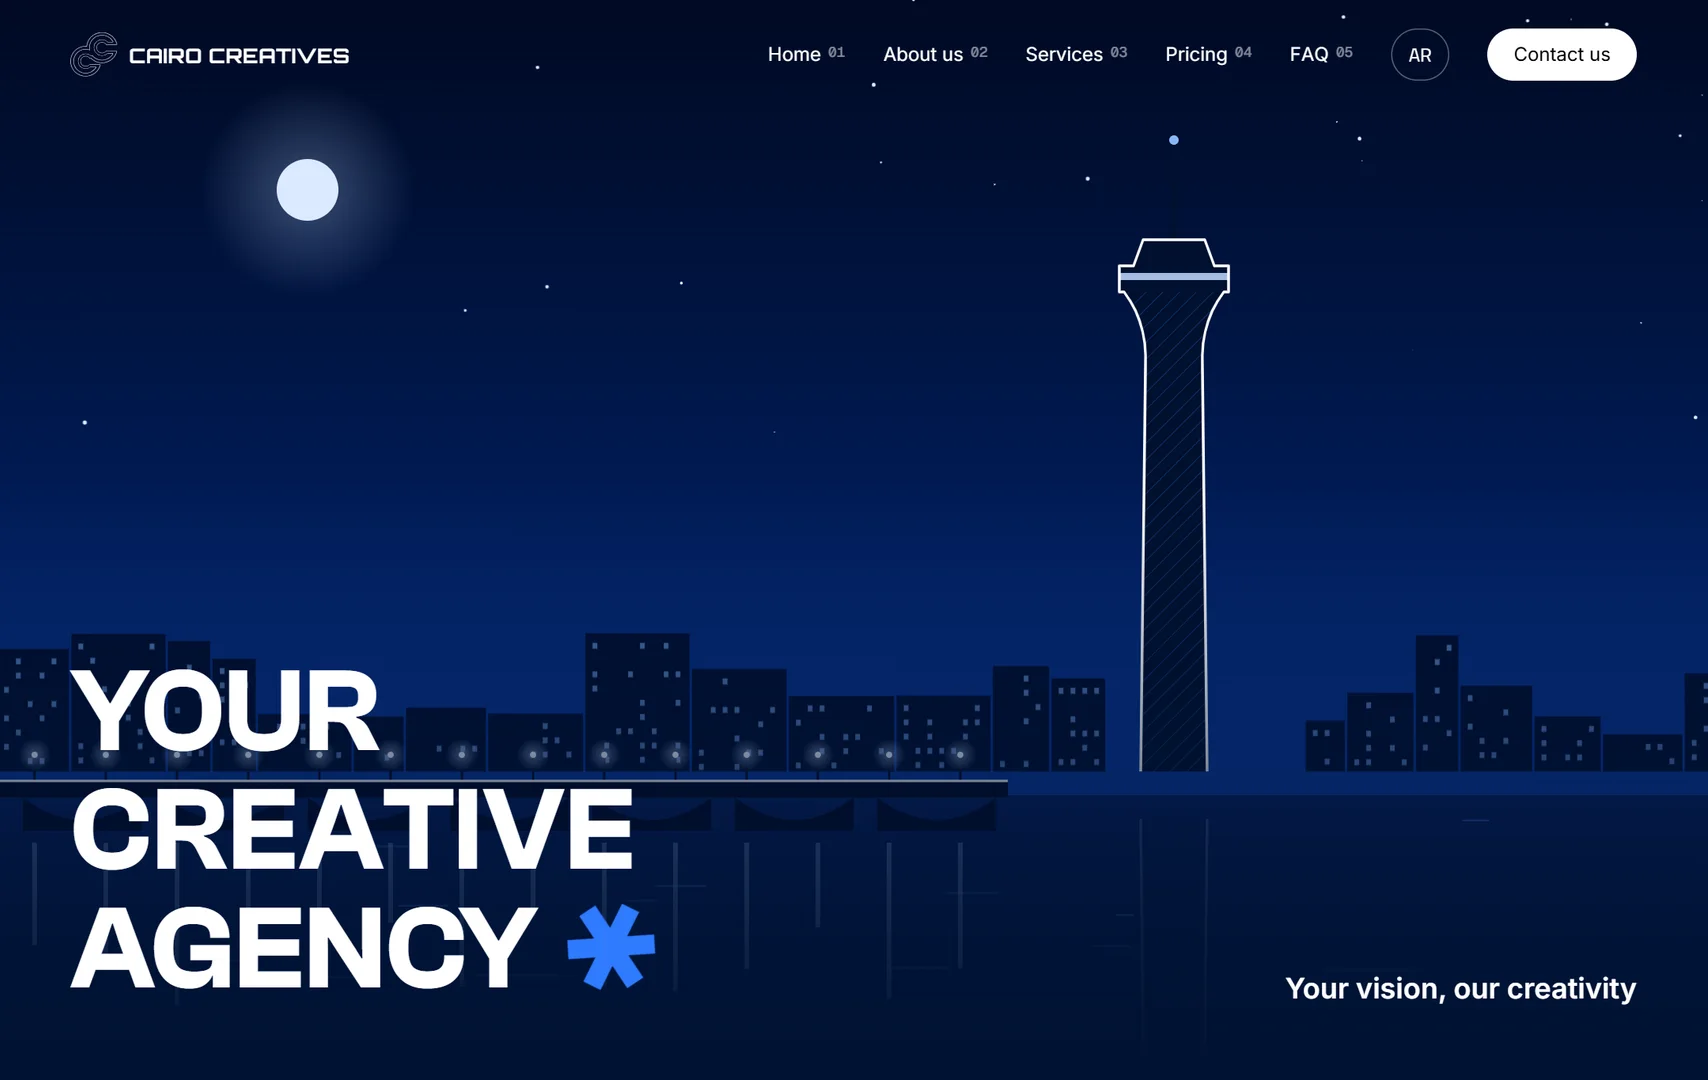 CAIRO CREATIVES
Home 01 About us 02 Services 03 Pricing 04 FAQ 05 AR Contact us
YOUR
CREATIVE
AGENCY *
Your vision, our creativity